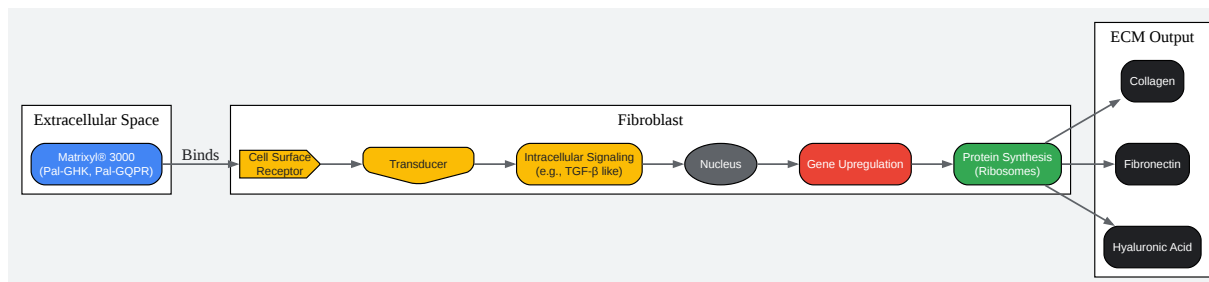 Extracellular Space
Matrixyl® 3000
(Pal-GHK, Pal-GQPR)
Binds
Fibroblast
Cell Surface
Receptor
Transducer
Intracellular Signaling
(e.g., TGF-β like)
Nucleus
Gene Upregulation
Protein Synthesis
(Ribosomes)
ECM Output
Collagen
Fibronectin
Hyaluronic Acid